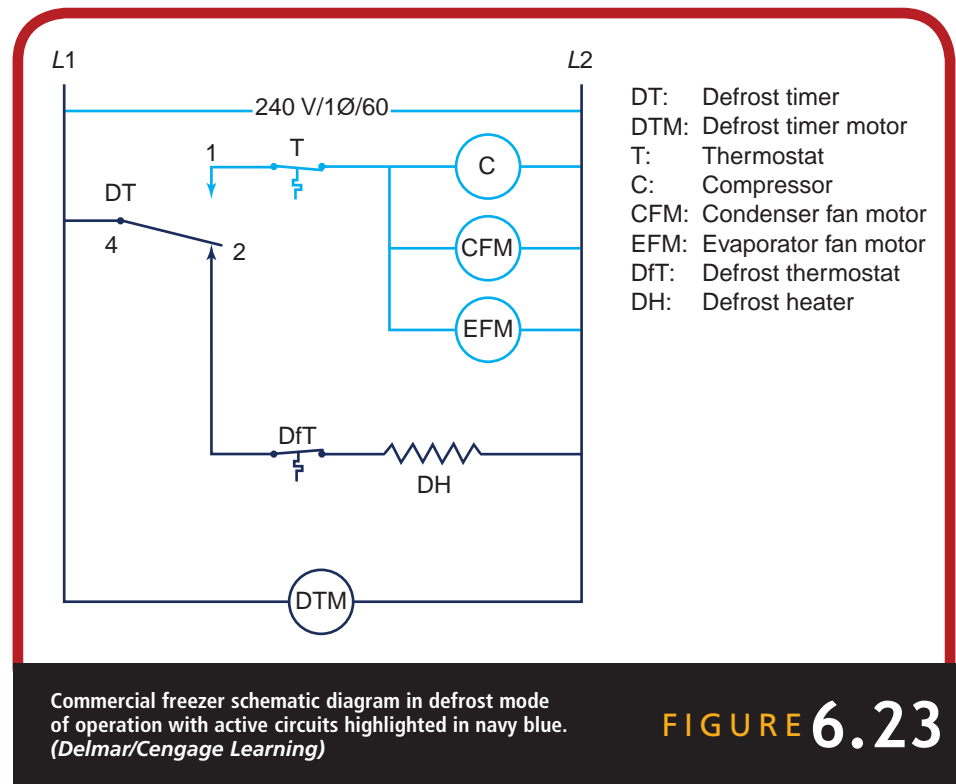 L1
L2
240 V/1Ø/60
DT: Defrost timer
DTM: Defrost timer motor
T: Thermostat
C: Compressor
CFM: Condenser fan motor
EFM: Evaporator fan motor
DfT: Defrost thermostat
DH: Defrost heater
1
T
C
DT
4
2
CFM
EFM
DfT
DH
DTM
Commercial freezer schematic diagram in defrost mode
of operation with active circuits highlighted in navy blue.
(Delmar/Cengage Learning)
FIGURE 6.23